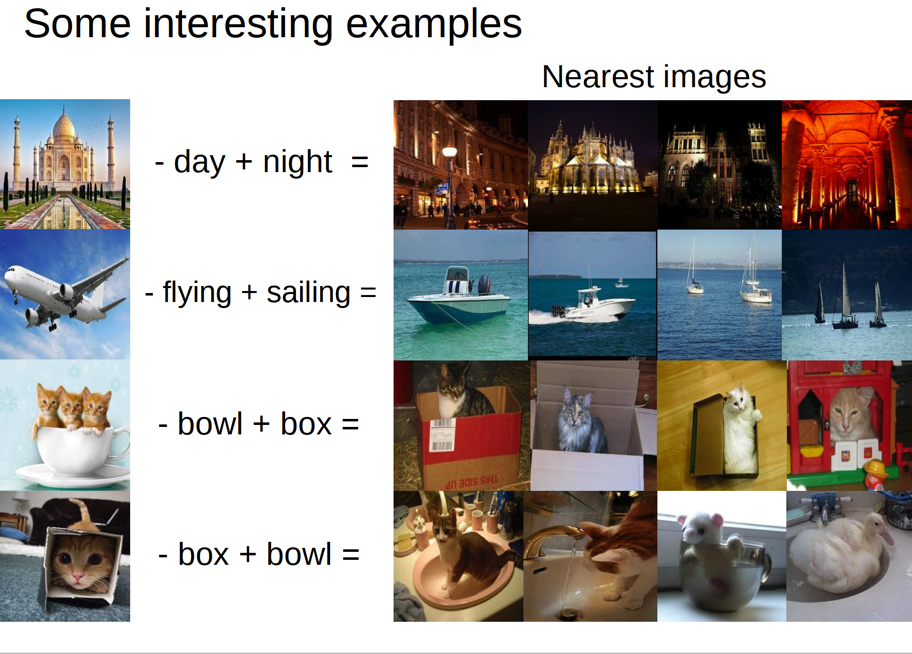 Some interesting examples
Nearest images
- day + night =
- flying + sailing =
- bowl + box =
THIS SIDE UP
- box + bowl =